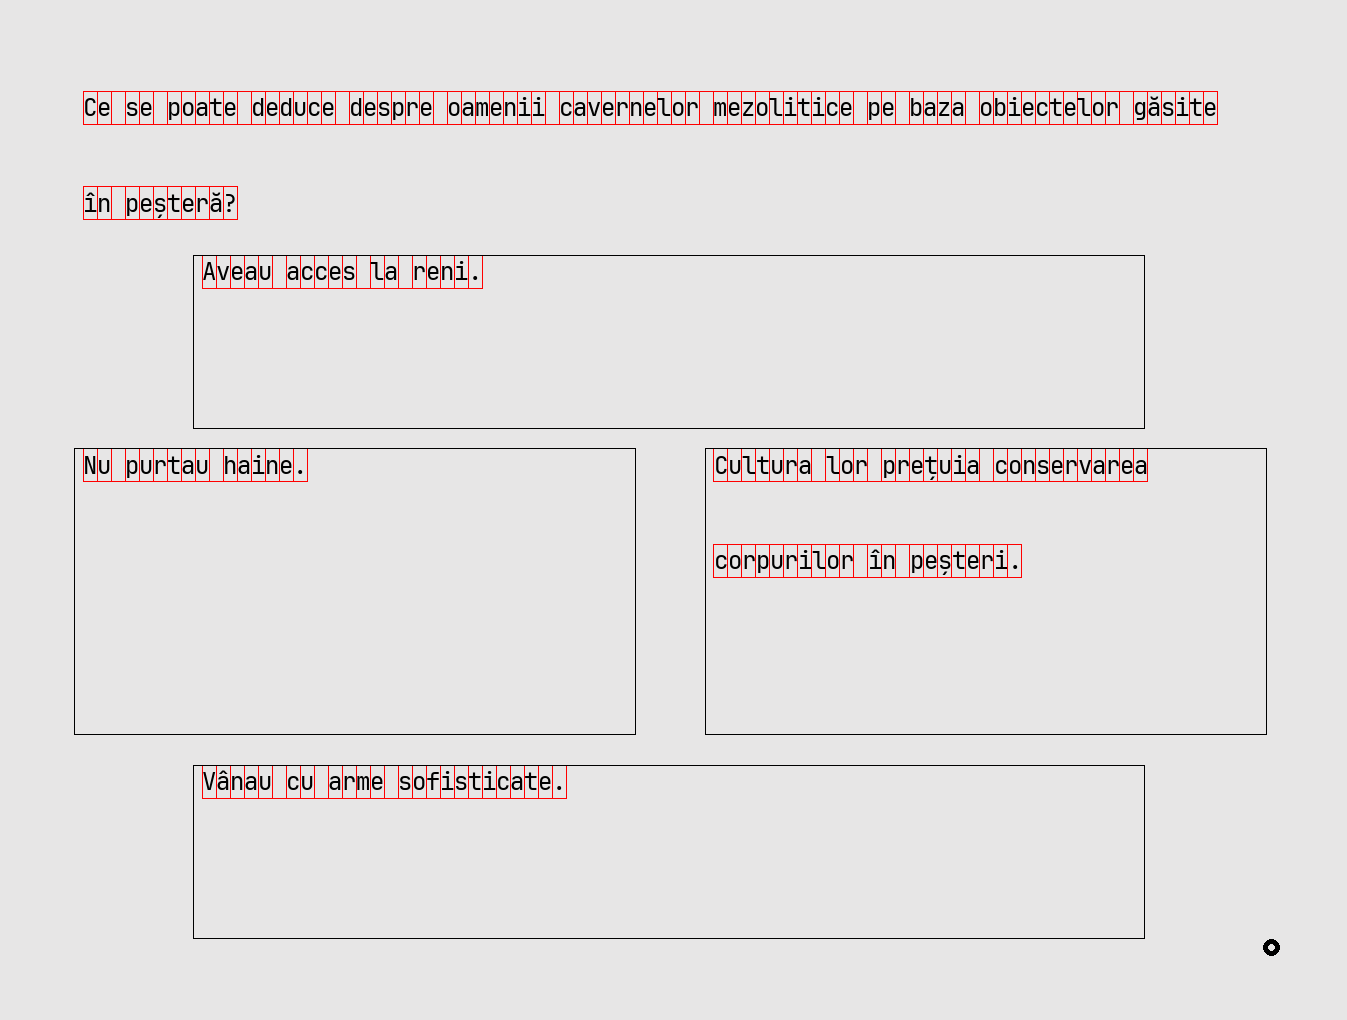 Ce se poate deduce despre oamenii cavernelor mezolitice pe baza obiectelor găsite
în peșteră?
Aveau acces la reni.
Nu purtau haine.
Cultura lor prețuia conservarea
corpurilor în peșteri.
Vânau cu arme sofisticate.